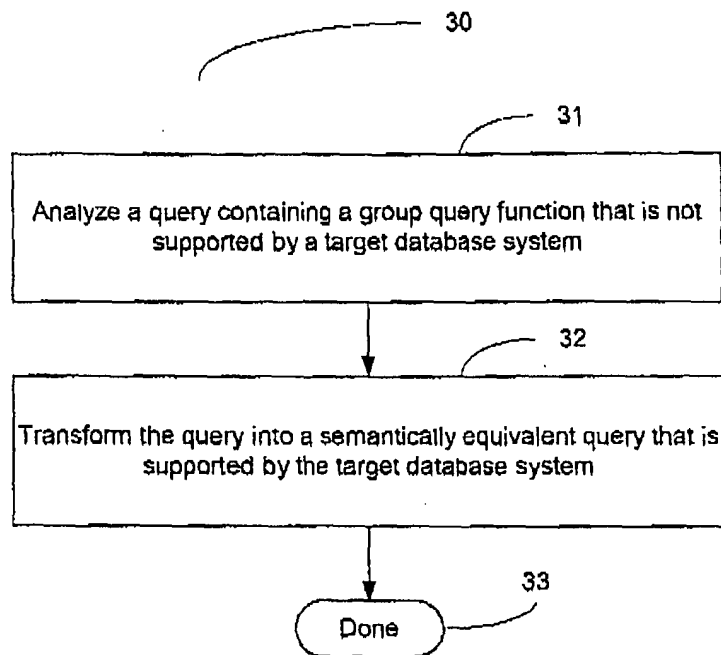 30
31
Analyze a query containing a group query function that is not
supported by a target database system
32
Transform the query into a semantically equivalent query that is
supported by the target database system
33
Done